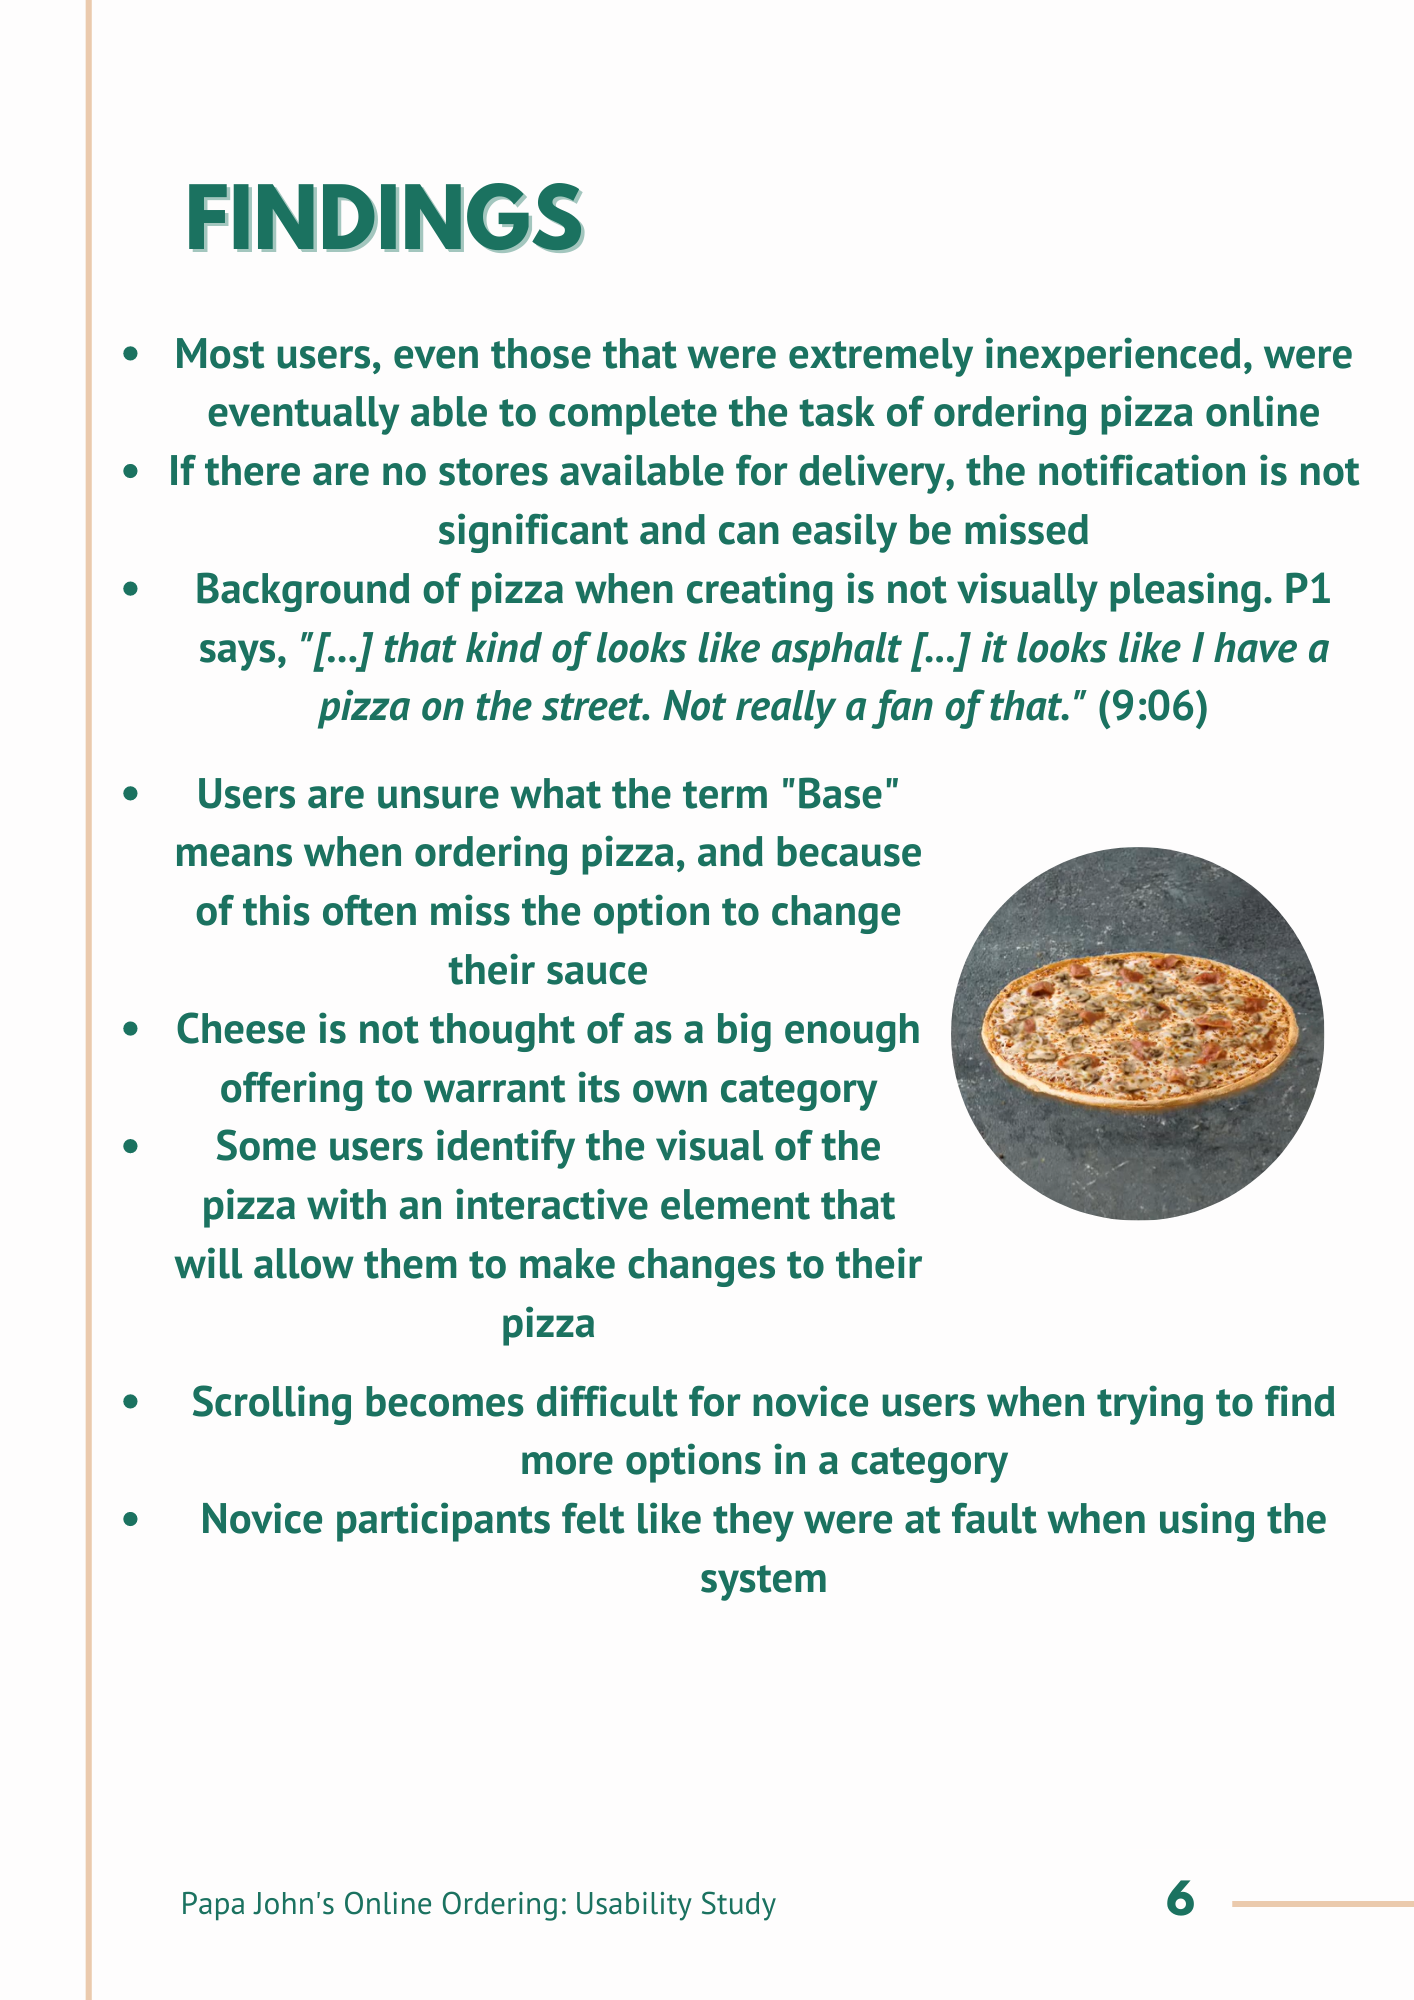 FINDINGS
• Most users, even those that were extremely inexperienced, were
eventually able to complete the task of ordering pizza online
• If there are no stores available for delivery, the notification is not
significant and can easily be missed
• Background of pizza when creating is not visually pleasing. P1
says, "[...] that kind of looks like asphalt [...] it looks like I have a
pizza on the street. Not really a fan of that." (9:06)
• Users are unsure what the term "Base"
means when ordering pizza, and because
of this often miss the option to change
their sauce
• Cheese is not thought of as a big enough
offering to warrant its own category
• Some users identify the visual of the
pizza with an interactive element that
will allow them to make changes to their
pizza
• Scrolling becomes difficult for novice users when trying to find
more options in a category
• Novice participants felt like they were at fault when using the
system
Papa John's Online Ordering: Usability Study
6